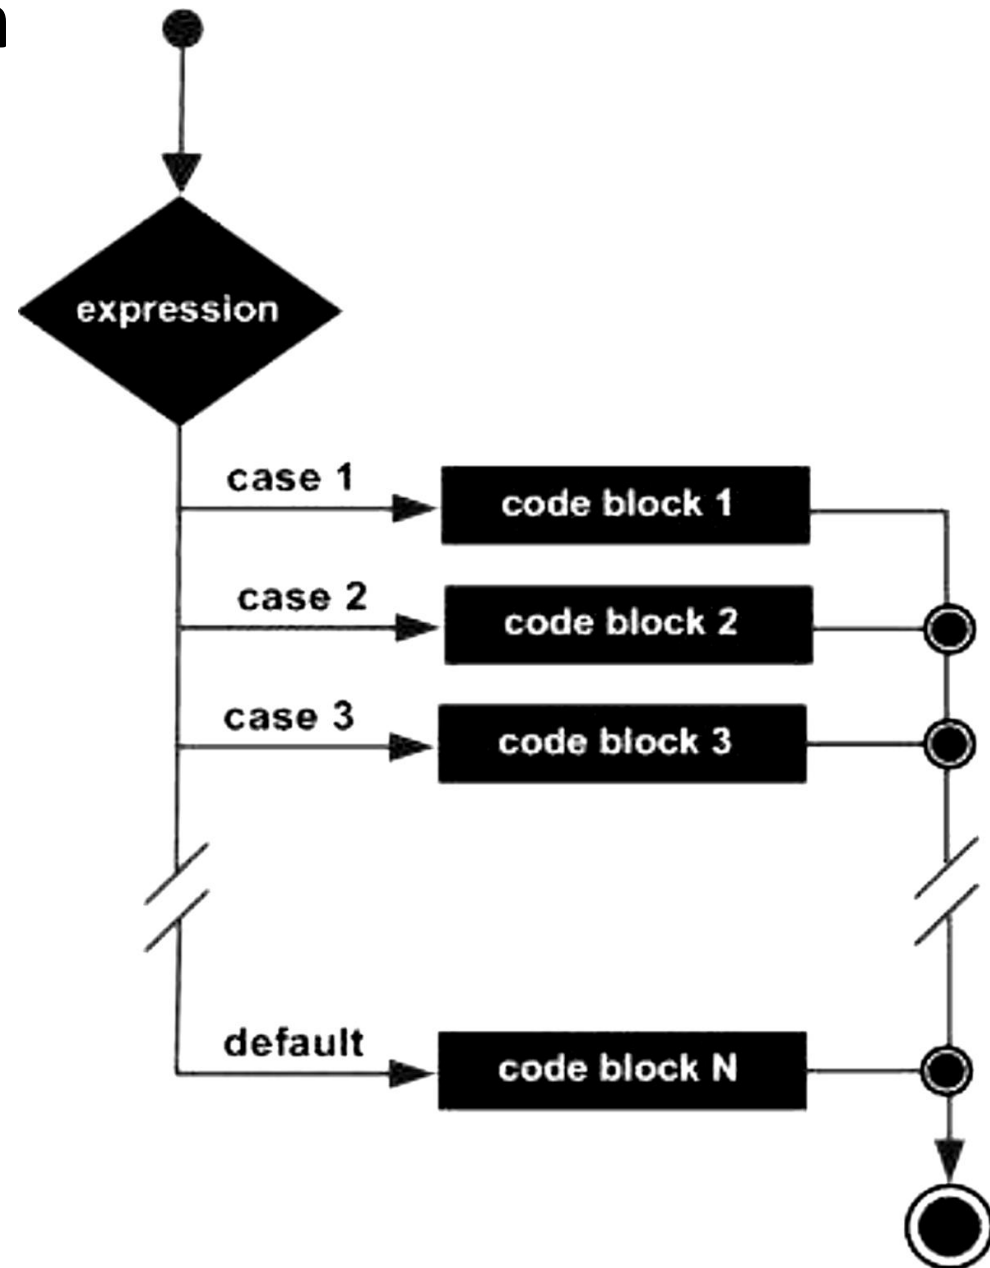 expression
case 1
code block 1
case 2
code block 2
case 3
code block 3
default
code block N